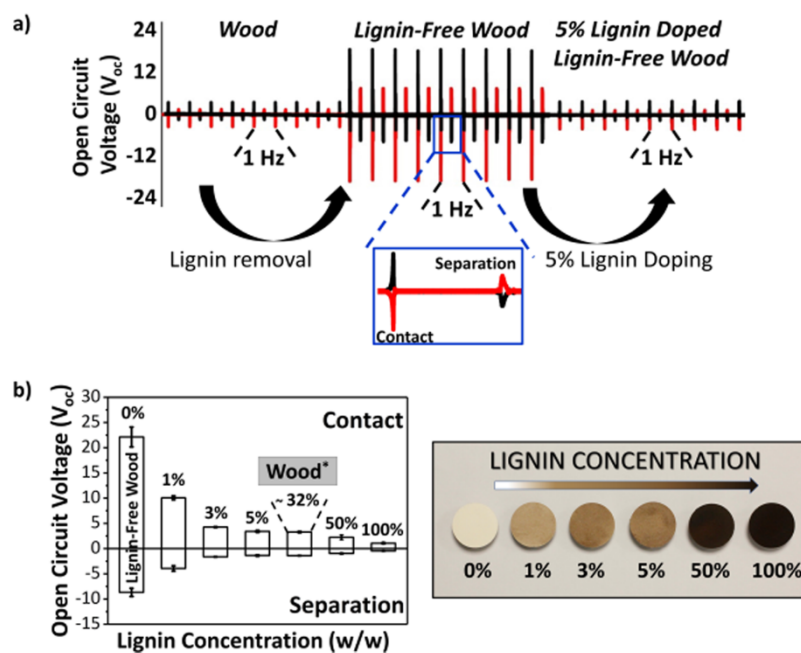 a)
Wood
Lignin-Free Wood
5% Lignin Doped
Lignin-Free Wood
Open Circuit
Voltage (Voc)
24
12
0
-12
-24
1 Hz
1 Hz
1 Hz
Lignin removal
5% Lignin Doping
Separation
Contact
b)
Open Circuit Voltage (Voc)
30
25
20
15
10
5
0
-5
-10
-15
0%
Lignin-Free Wood
1%
3%
5%
Wood*
~ 32%
50%
100%
Contact
Separation
Lignin Concentration (w/w)
LIGNIN CONCENTRATION
0% 1% 3% 5% 50% 100%